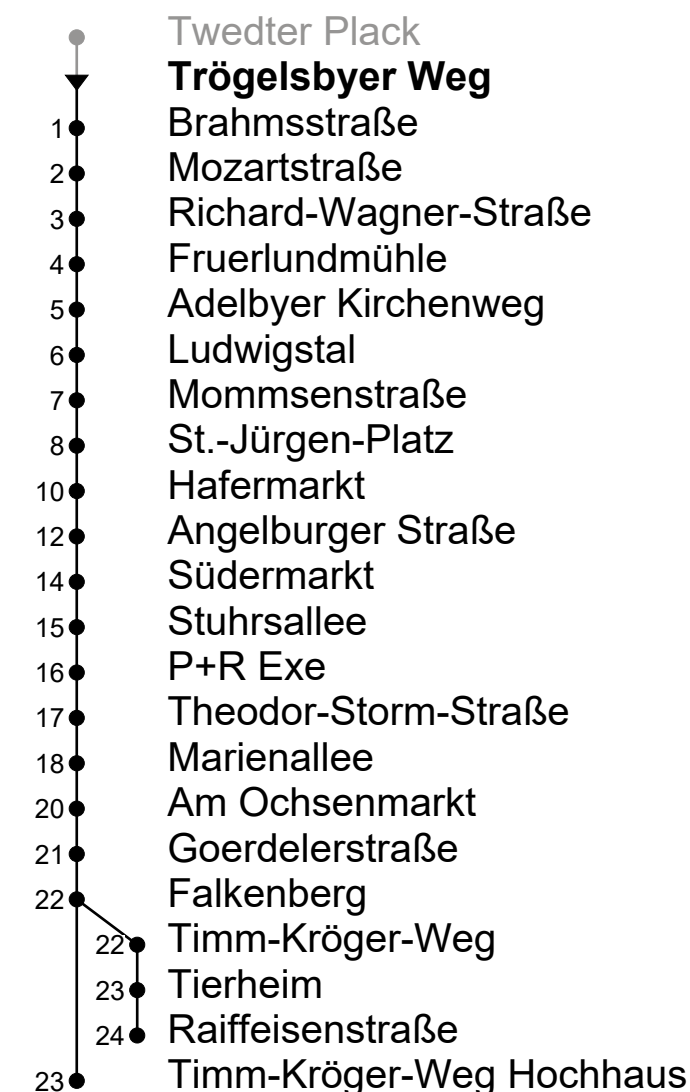 Twedter Plack
Trögelsbyer Weg
1 Brahmsstraße
2 Mozartstraße
3 Richard-Wagner-Straße
4 Fruerlundmühle
5 Adelbyer Kirchenweg
6 Ludwigstal
7 Mommsenstraße
8 St.-Jürgen-Platz
10 Hafermarkt
12 Angelburger Straße
14 Südermarkt
15 Stuhrsallee
16 P+R Exe
17 Theodor-Storm-Straße
18 Marienallee
20 Am Ochsenmarkt
21 Goerdelerstraße
22 Falkenberg
22 Timm-Kröger-Weg
23 Tierheim
24 Raiffeisenstraße
23 Timm-Kröger-Weg Hochhaus